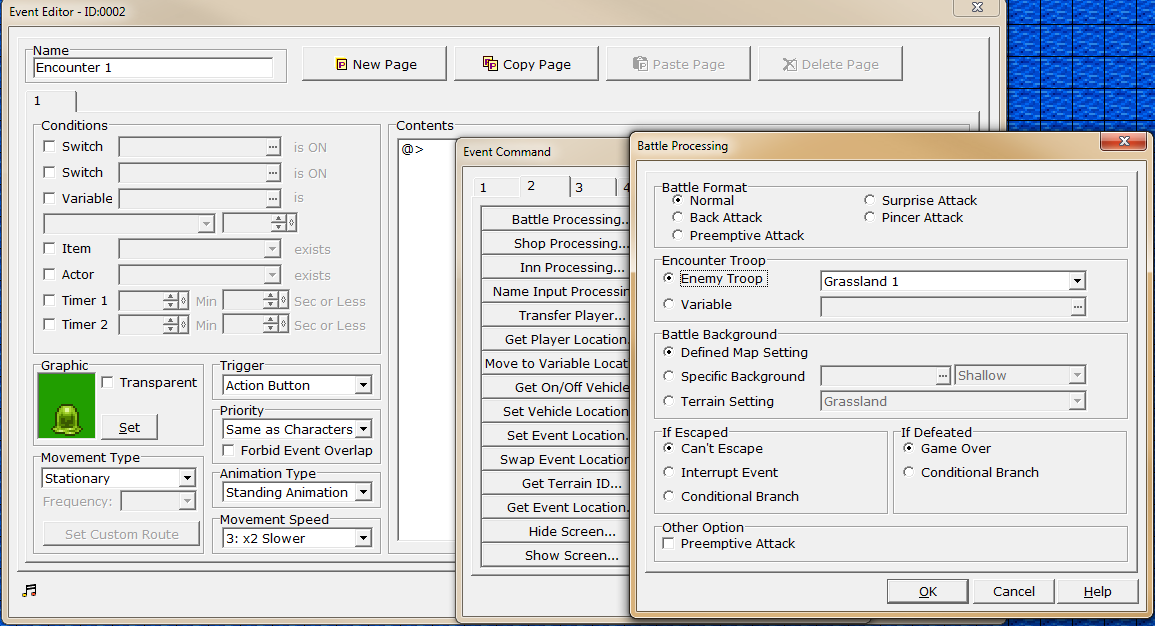 Event Editor - ID:0002
Name
Encounter 1
New Page
Copy Page
Paste Page
Delete Page
1
Conditions
Switch
... is ON
Switch
... is ON
Variable
... is
Item
exists
Actor
exists
Timer 1
Min
Sec or Less
Timer 2
Min
Sec or Less
Graphic
Transparent
Set
Movement Type
Stationary
Frequency:
Set Custom Route
Trigger
Action Button
Priority
Same as Characters
Forbid Event Overlap
Animation Type
Standing Animation
Movement Speed
3: x2 Slower
Contents
@>
Event Command
1 2 3 4
Battle Processing..
Shop Processing...
Inn Processing...
Name Input Processin
Transfer Player...
Get Player Location.
Move to Variable Locat
Get On/Off Vehicle
Set Vehicle Location
Set Event Location.
Swap Event Location
Get Terrain ID...
Get Event Location.
Hide Screen...
Show Screen...
Battle Processing
Battle Format
Normal
Surprise Attack
Back Attack
Pincer Attack
Preemptive Attack
Encounter Troop
Enemy Troop
Grassland 1
Variable
...
Battle Background
Defined Map Setting
Specific Background
... Shallow
Terrain Setting
Grassland
If Escaped
Can't Escape
Interrupt Event
Conditional Branch
If Defeated
Game Over
Conditional Branch
Other Option
Preemptive Attack
OK
Cancel
Help